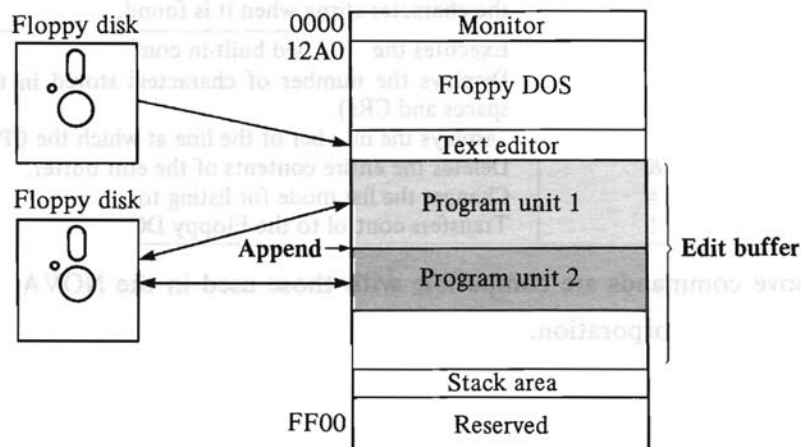 Floppy disk
0000
Monitor
12A0
Floppy DOS
Text editor
Floppy disk
Program unit 1
Append
Edit buffer
Program unit 2
Stack area
FF00
Reserved